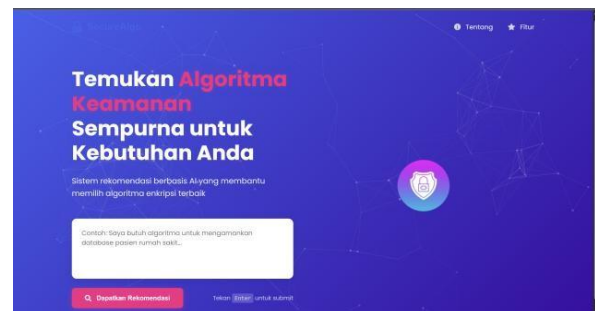 Tentang
Fitur
Temukan Algoritma
Keamanan
Sempurna untuk
Kebutuhan Anda
Sistem rekomendasi berbasis AI yang membantu
memilih algoritma enkripsi terbaik
Contoh: Saya butuh algoritma untuk mengamankan
database pasien rumah sakit...
Dapatkan Rekomendasi
Tekan Enter untuk submit